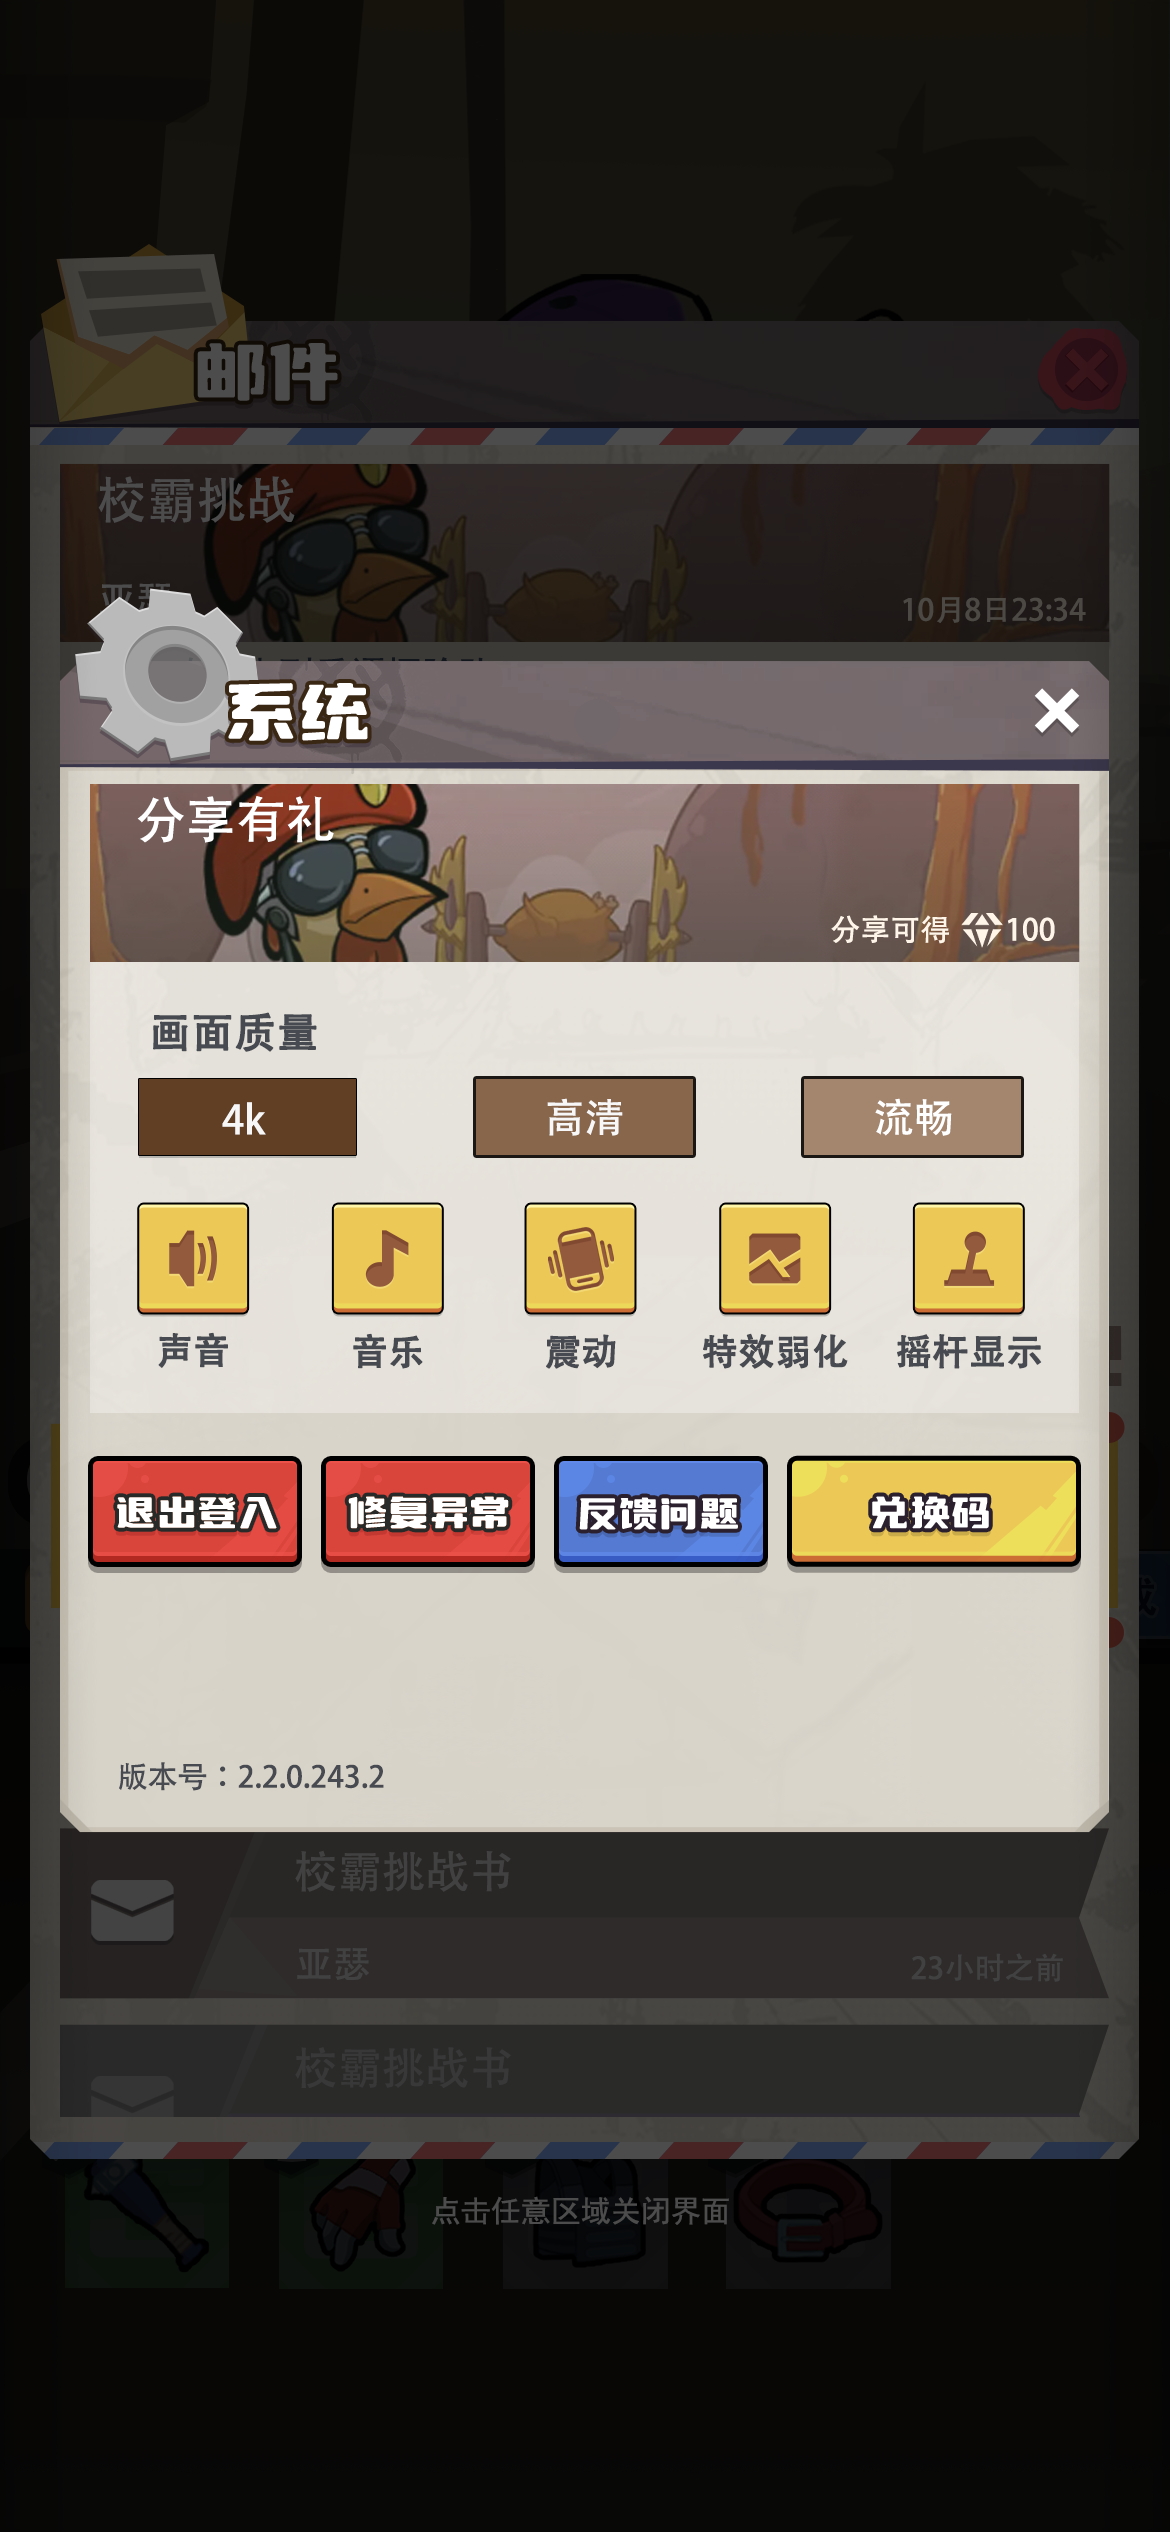 邮件
校霸挑战
亚瑟
10月8日23:34
系统
分享有礼
分享可得 100
画面质量
4k 高清 流畅
声音 音乐 震动 特效弱化 摇杆显示
退出登入 修复异常 反馈问题 兑换码
版本号：2.2.0.243.2
校霸挑战书
亚瑟 23小时之前
校霸挑战书
点击任意区域关闭界面